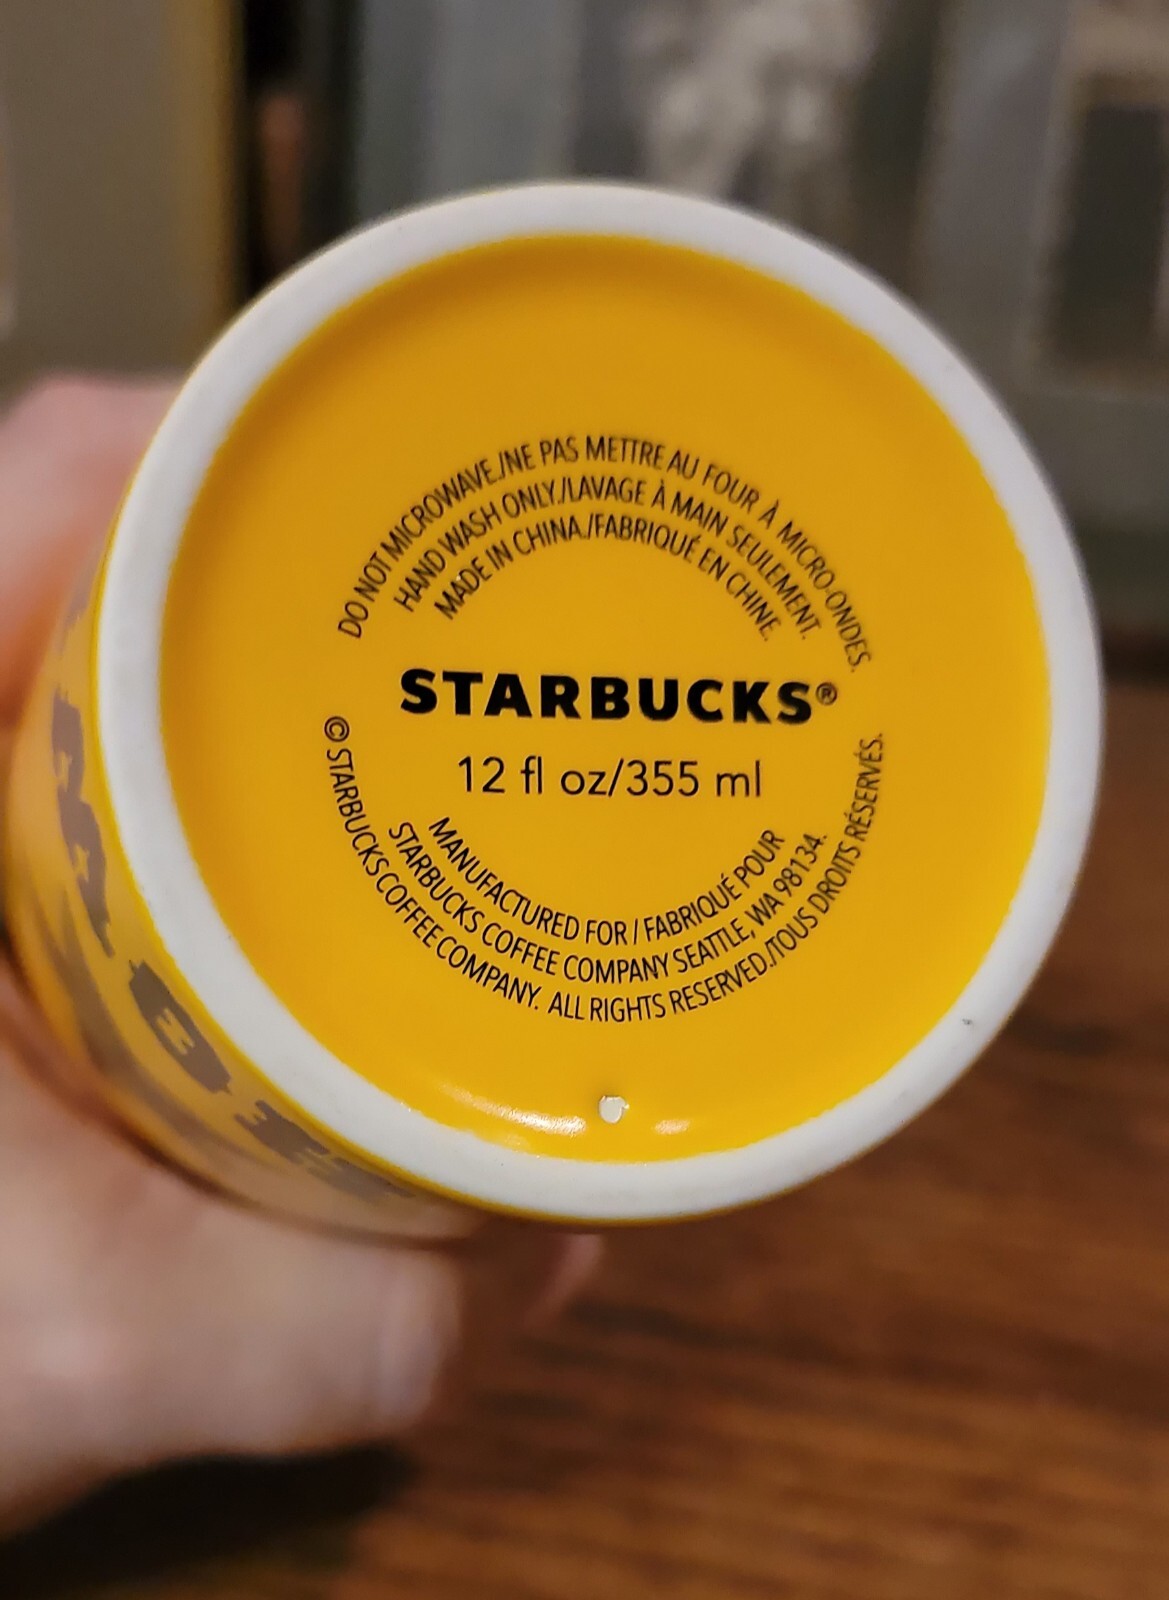 DO NOT MICROWAVE./NE PAS METTRE AU FOUR À MICRO-ONDES.
HAND WASH ONLY./LAVAGE À MAIN SEULEMENT.
MADE IN CHINA./FABRIQUÉ EN CHINE.
STARBUCKS®
12 fl oz/355 ml
MANUFACTURED FOR / FABRIQUÉ POUR
STARBUCKS COFFEE COMPANY SEATTLE, WA 98134.
© STARBUCKS COFFEE COMPANY. ALL RIGHTS RESERVED./TOUS DROITS RÉSERVÉS.